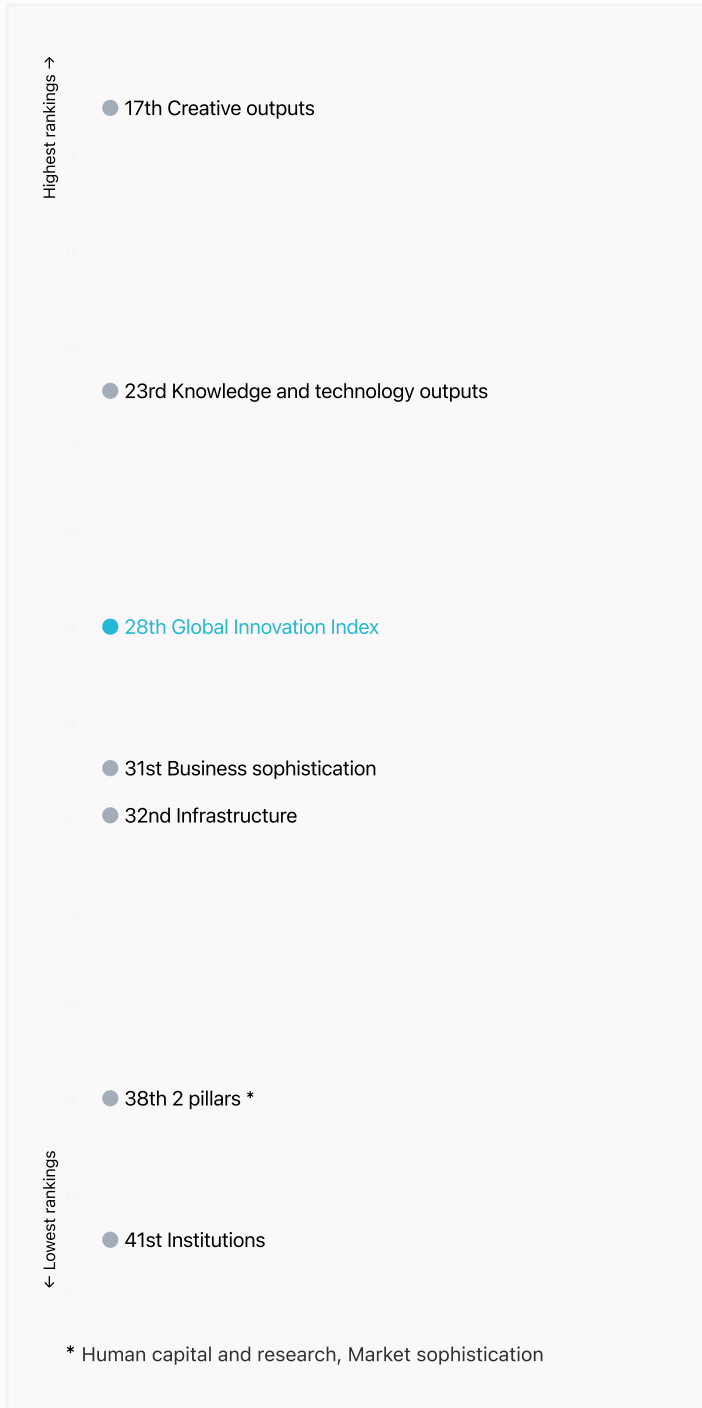 Highest rankings →
17th Creative outputs
23rd Knowledge and technology outputs
28th Global Innovation Index
31st Business sophistication
32nd Infrastructure
38th 2 pillars *
41st Institutions
← Lowest rankings
* Human capital and research, Market sophistication